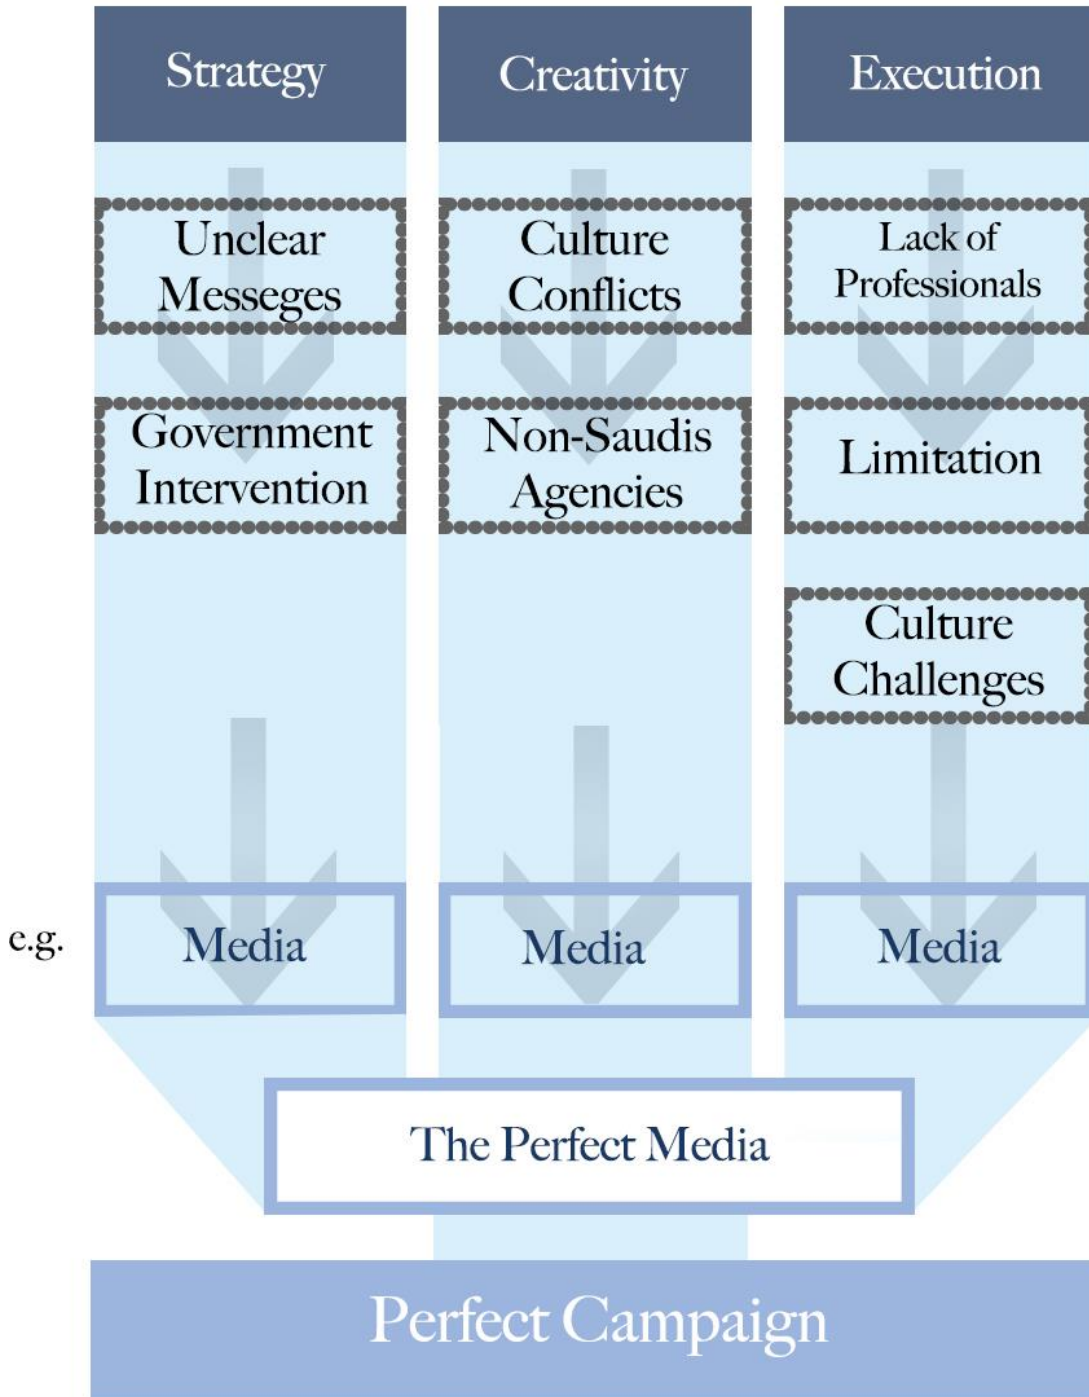 Strategy
Creativity
Execution
Unclear
Messeges
Culture
Conflicts
Lack of
Professionals
Government
Intervention
Non-Saudis
Agencies
Limitation
Culture
Challenges
e.g.
Media
Media
Media
The Perfect Media
Perfect Campaign